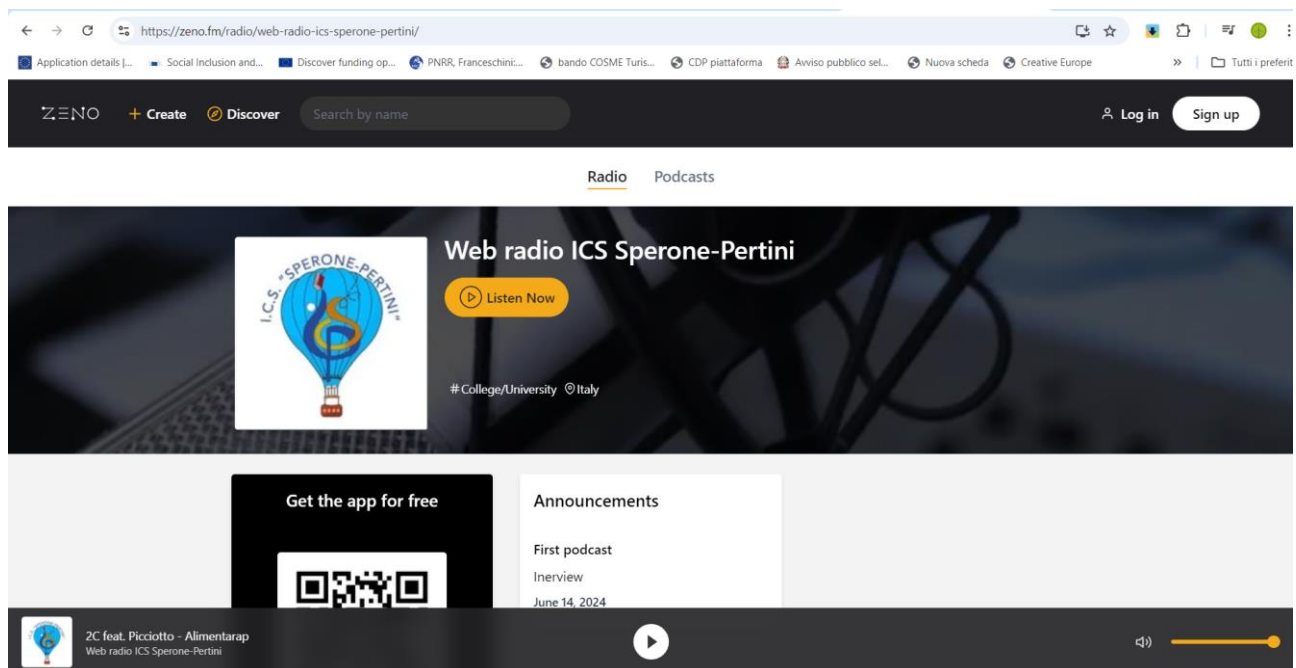 https://zeno.fm/radio/web-radio-ics-sperone-pertini/
Application details |... Social Inclusion and... Discover funding op... PNRR, Franceschini:... bando COSME Turis... CDP piattaforma Avviso pubblico sel... Nuova scheda Creative Europe » Tutti i preferit
ZENO + Create Discover Search by name Log in Sign up
Radio Podcasts
I.C.S. "SPERONE-PERTINI"
Web radio ICS Sperone-Pertini
Listen Now
#College/University Italy
Get the app for free
Announcements
First podcast
Inerview
June 14, 2024
2C feat. Picciotto - Alimentarap
Web radio ICS Sperone-Pertini